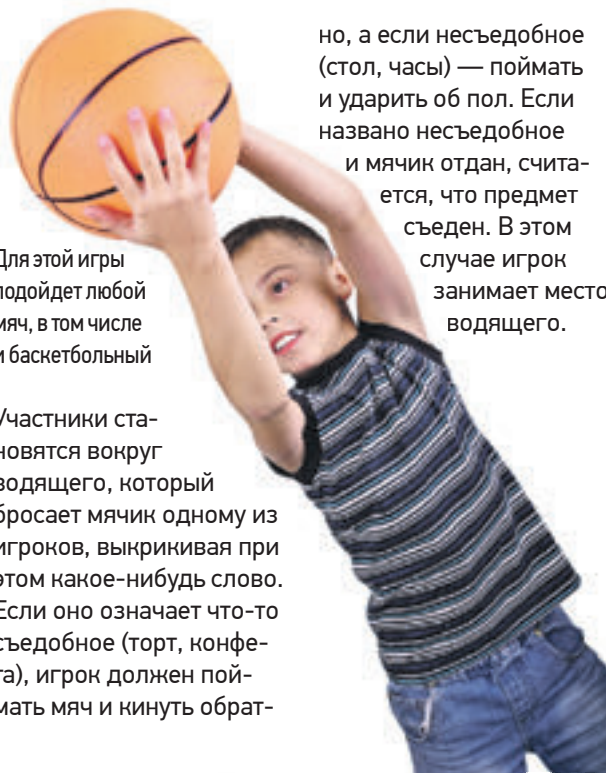 Для этой игры
подойдет любой
мяч, в том числе
и баскетбольный
Участники ста-
новятся вокруг
водящего, который
бросает мячик одному из
игроков, выкрикивая при
этом какое-нибудь слово.
Если оно означает что-то
съедобное (торт, конфе-
та), игрок должен пой-
мать мяч и кинуть обрат-
но, а если несъедобное
(стол, часы) — поймать
и ударить об пол. Если
названо несъедобное
и мячик отдан, счита-
ется, что предмет
съеден. В этом
случае игрок
занимает место
водящего.